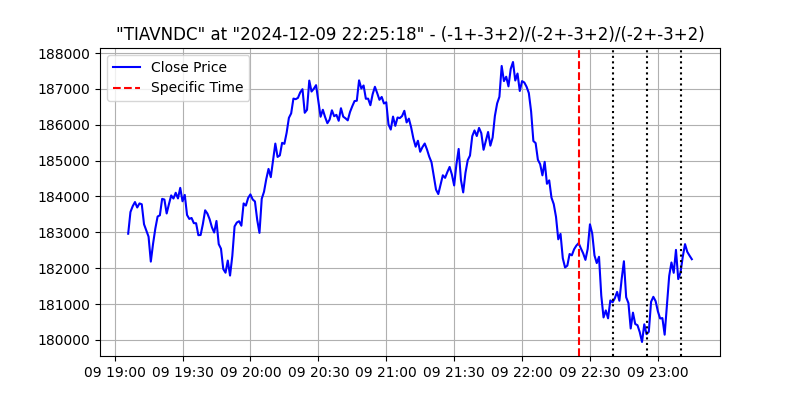 "TIAVNDC" at "2024-12-09 22:25:18" - (-1+-3+2)/(-2+-3+2)/(-2+-3+2)
188000
187000
186000
185000
184000
183000
182000
181000
180000
Close Price
Specific Time
09 19:00 09 19:30 09 20:00 09 20:30 09 21:00 09 21:30 09 22:00 09 22:30 09 23:00